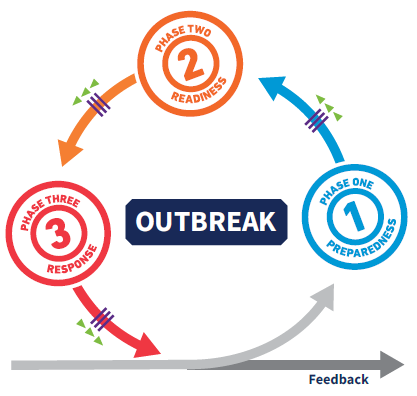 PHASE TWO
2
READINESS
PHASE THREE
3
RESPONSE
OUTBREAK
PHASE ONE
1
PREPAREDNESS
Feedback